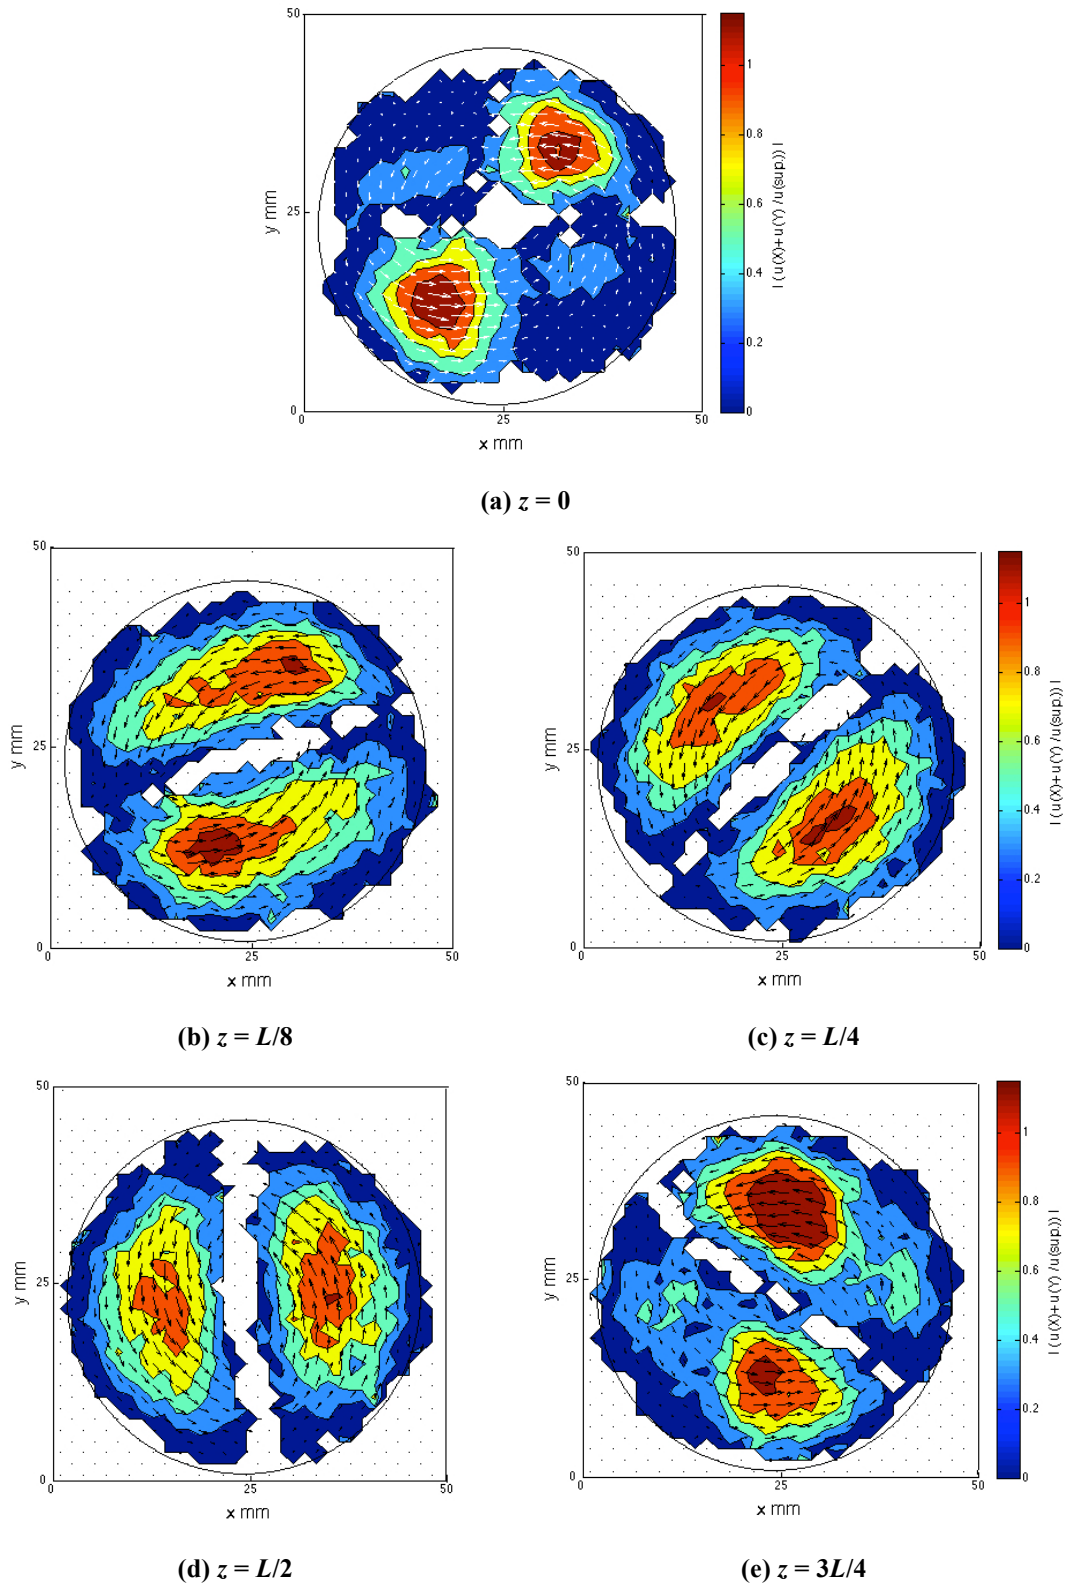 50
25
0
y mm
0
25
50
x mm
1
0.8
0.6
0.4
0.2
0
| (u(X)+u(Y) /u(sup.)) |
(a) z = 0
50
25
0
y mm
0
25
50
x mm
(b) z = L/8
50
25
0
y mm
0
25
50
x mm
1
0.8
0.6
0.4
0.2
0
| (u(X)+u(Y) /u(sup.)) |
(c) z = L/4
50
25
0
y mm
0
25
50
x mm
(d) z = L/2
50
25
0
y mm
0
25
50
x mm
1
0.8
0.6
0.4
0.2
0
| (u(X)+u(Y) /u(sup.)) |
(e) z = 3L/4